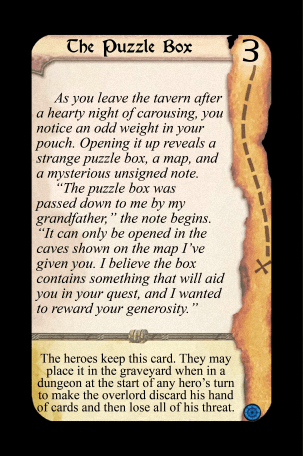 The Puzzle Box
3
As you leave the tavern after
a hearty night of carousing, you
notice an odd weight in your
pouch. Opening it up reveals a
strange puzzle box, a map, and
a mysterious unsigned note.
“The puzzle box was
passed down to me by my
grandfather,” the note begins.
“It can only be opened in the
caves shown on the map I’ve
given you. I believe the box
contains something that will aid
you in your quest, and I wanted
to reward your generosity.”
The heroes keep this card. They may
place it in the graveyard when in a
dungeon at the start of any hero’s turn
to make the overlord discard his hand
of cards and then lose all of his threat.